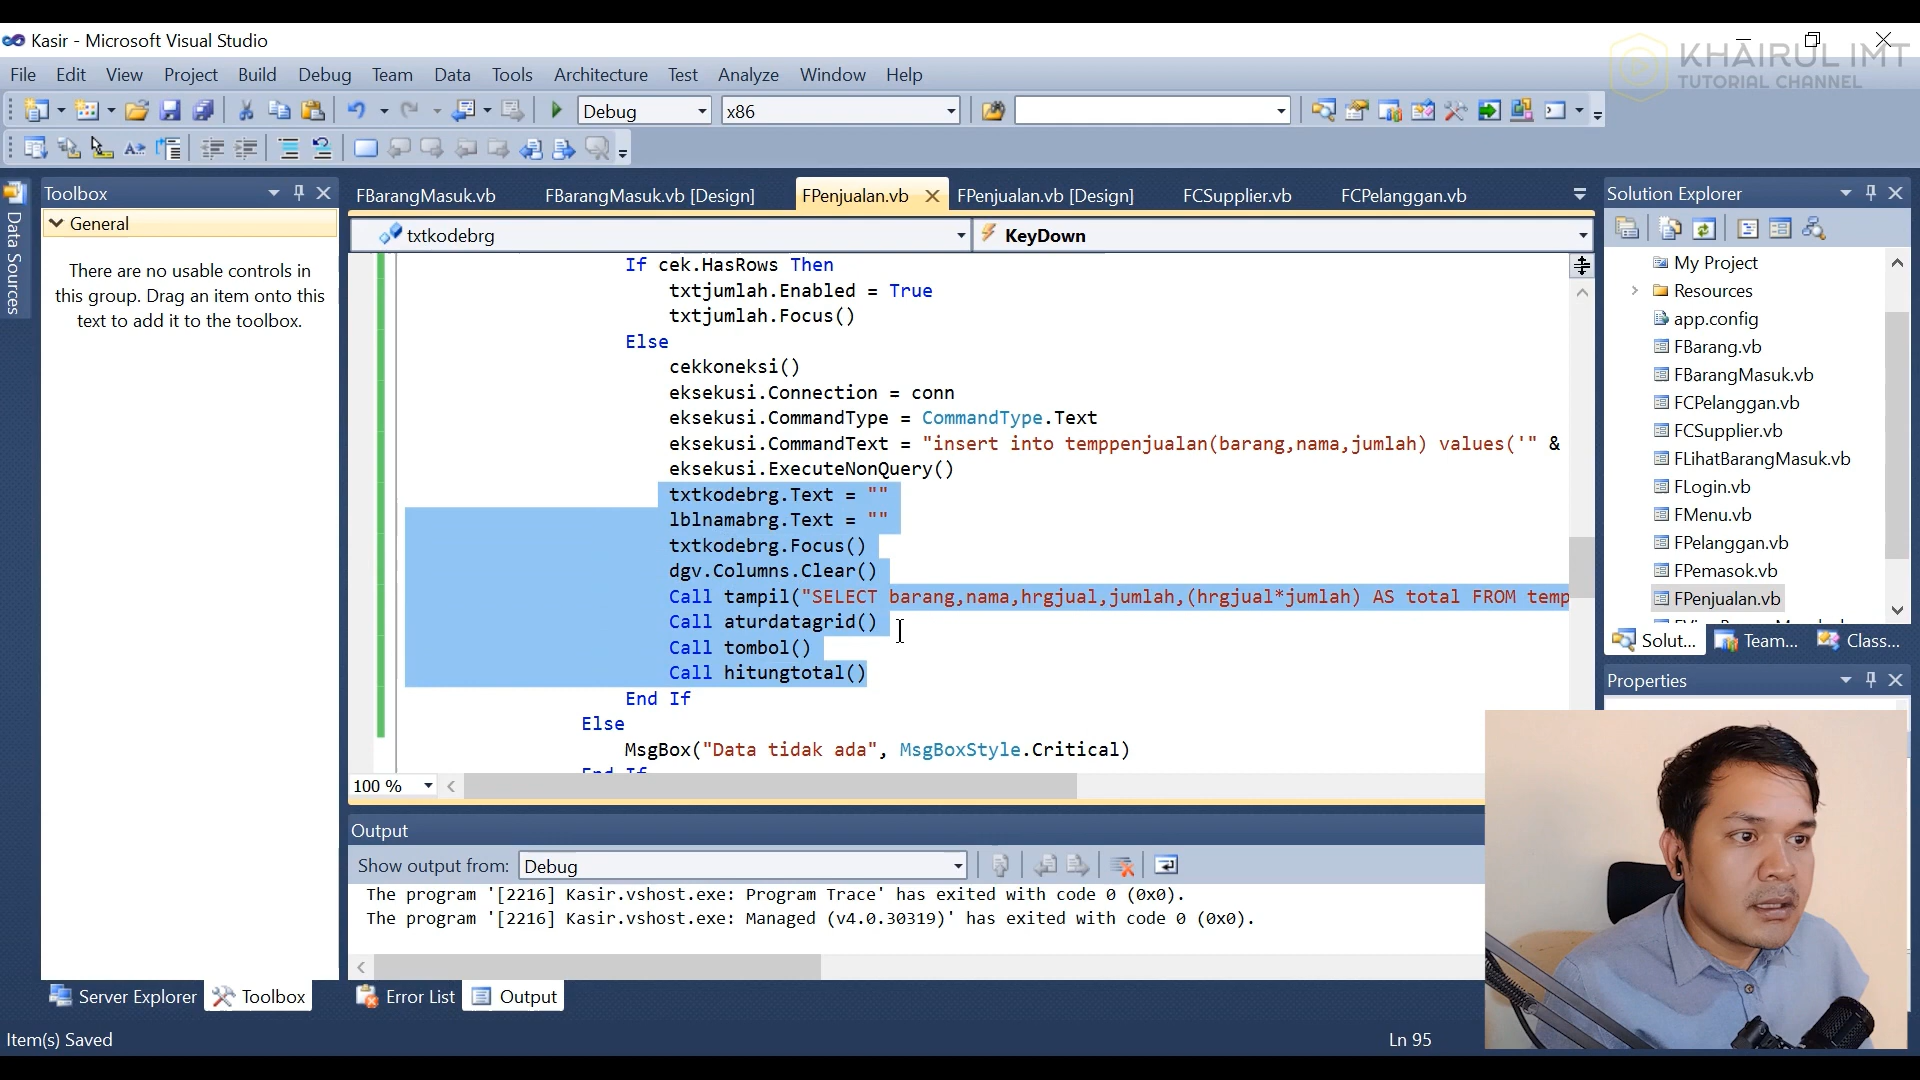 Kasir - Microsoft Visual Studio
KHAIRUL IMT
TUTORIAL CHANNEL
File Edit View Project Build Debug Team Data Tools Architecture Test Analyze Window Help
Debug x86
Data Sources
Toolbox
General
There are no usable controls in
this group. Drag an item onto this
text to add it to the toolbox.
FBarangMasuk.vb FBarangMasuk.vb [Design] FPenjualan.vb FPenjualan.vb [Design] FCSupplier.vb FCPelanggan.vb
txtkodebrg KeyDown
If cek.HasRows Then
txtjumlah.Enabled = True
txtjumlah.Focus()
Else
cekkoneksi()
eksekusi.Connection = conn
eksekusi.CommandType = CommandType.Text
eksekusi.CommandText = "insert into temppenjualan(barang,nama,jumlah) values('" &
eksekusi.ExecuteNonQuery()
txtkodebrg.Text = ""
lblnamabrg.Text = ""
txtkodebrg.Focus()
dgv.Columns.Clear()
Call tampil("SELECT barang,nama,hrgjual,jumlah,(hrgjual*jumlah) AS total FROM temp
Call aturdatagrid()
Call tombol()
Call hitungtotal()
End If
Else
MsgBox("Data tidak ada", MsgBoxStyle.Critical)
End If
100 %
Output
Show output from: Debug
The program '[2216] Kasir.vshost.exe: Program Trace' has exited with code 0 (0x0).
The program '[2216] Kasir.vshost.exe: Managed (v4.0.30319)' has exited with code 0 (0x0).
Solution Explorer
My Project
Resources
app.config
FBarang.vb
FBarangMasuk.vb
FCPelanggan.vb
FCSupplier.vb
FLihatBarangMasuk.vb
FLogin.vb
FMenu.vb
FPelanggan.vb
FPemasok.vb
FPenjualan.vb
Solut... Team... Class...
Properties
Server Explorer Toolbox Error List Output
Item(s) Saved
Ln 95